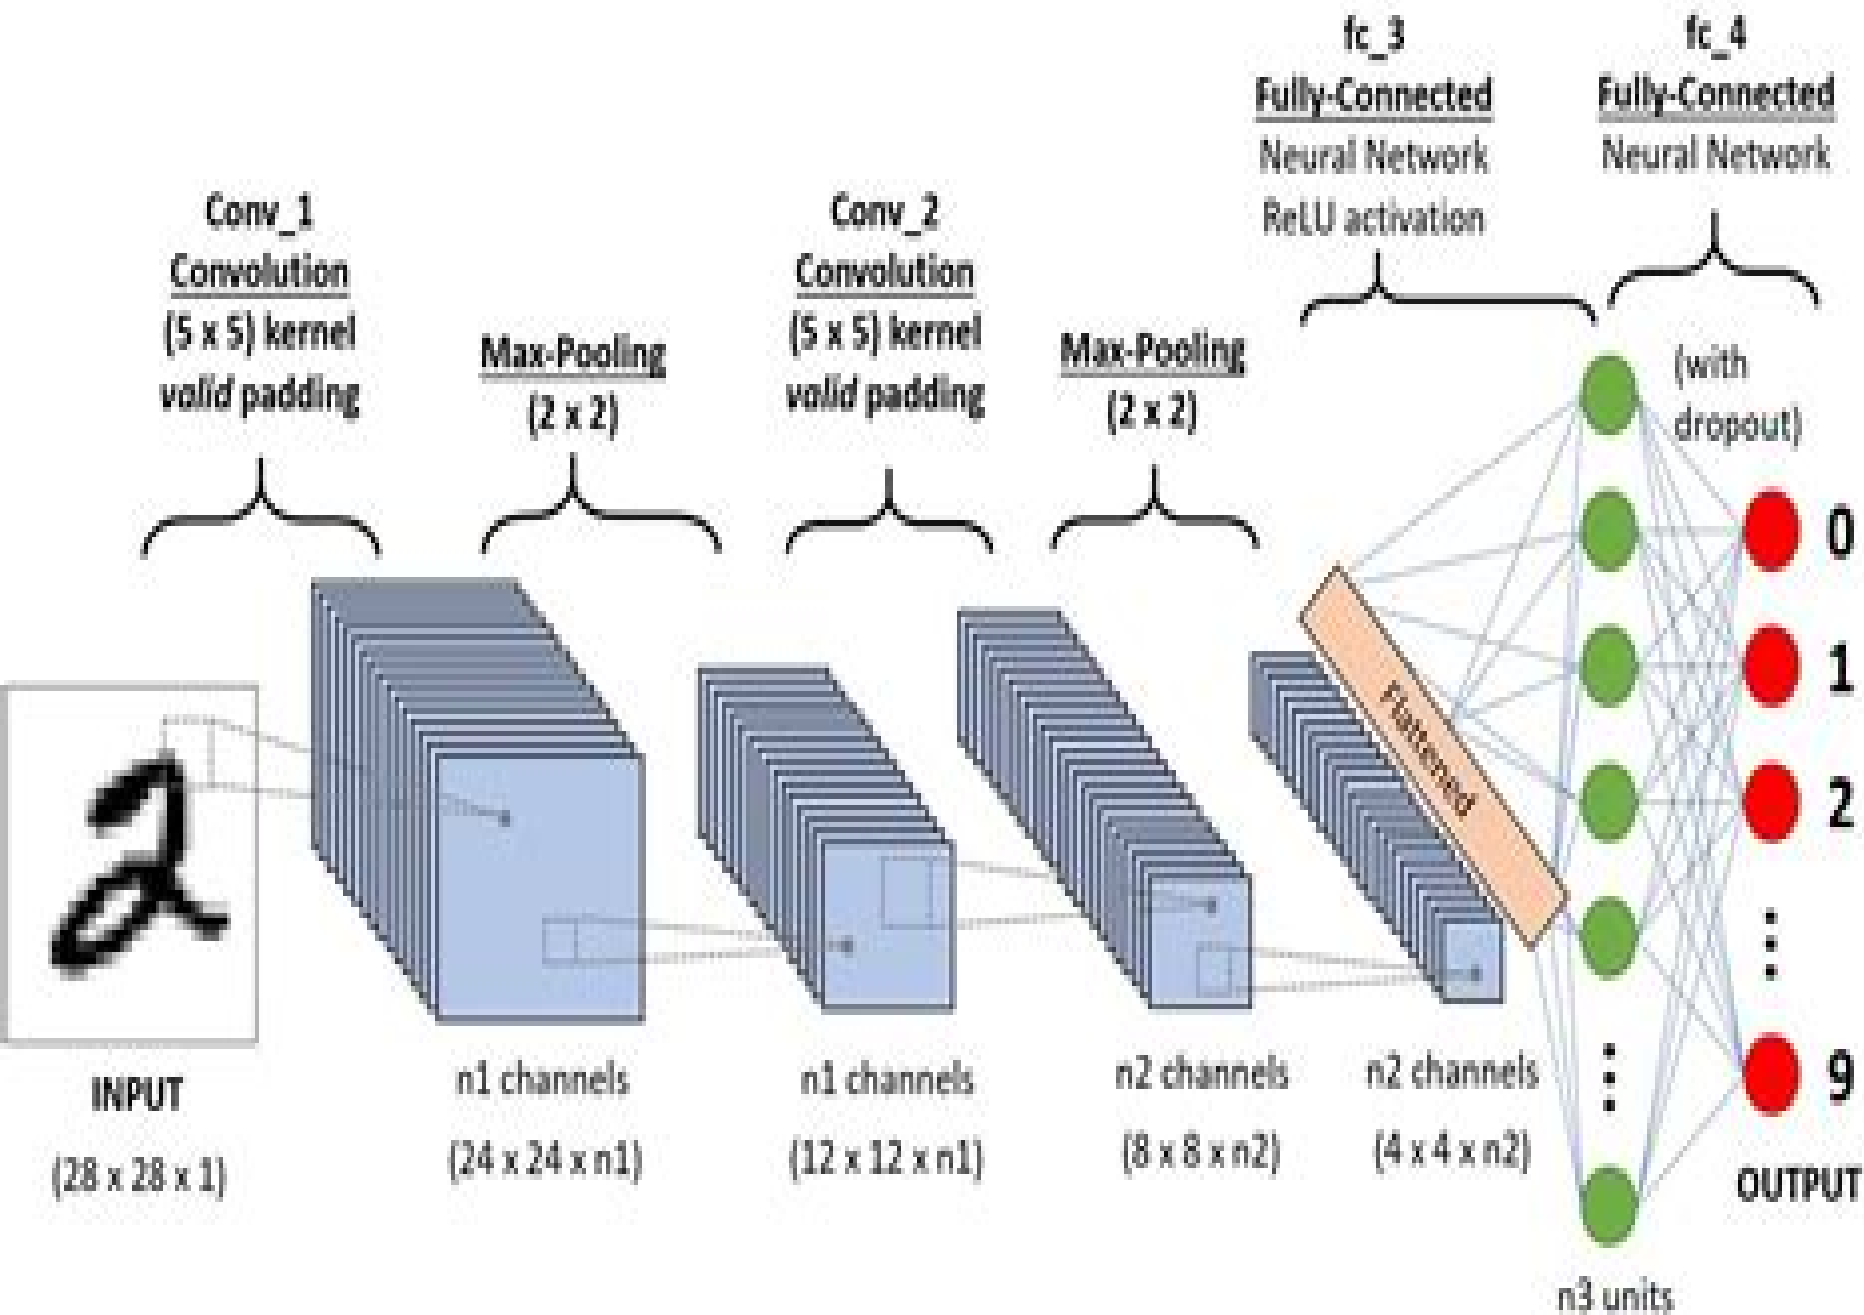 fc_3
Fully-Connected
Neural Network
ReLU activation
fc_4
Fully-Connected
Neural Network
Conv_1
Convolution
(5 x 5) kernel
valid padding
Max-Pooling
(2 x 2)
Conv_2
Convolution
(5 x 5) kernel
valid padding
Max-Pooling
(2 x 2)
(with
dropout)
Flattened
0
1
2
9
INPUT
(28 x 28 x 1)
n1 channels
(24 x 24 x n1)
n1 channels
(12 x 12 x n1)
n2 channels
(8 x 8 x n2)
n2 channels
(4 x 4 x n2)
OUTPUT
n3 units